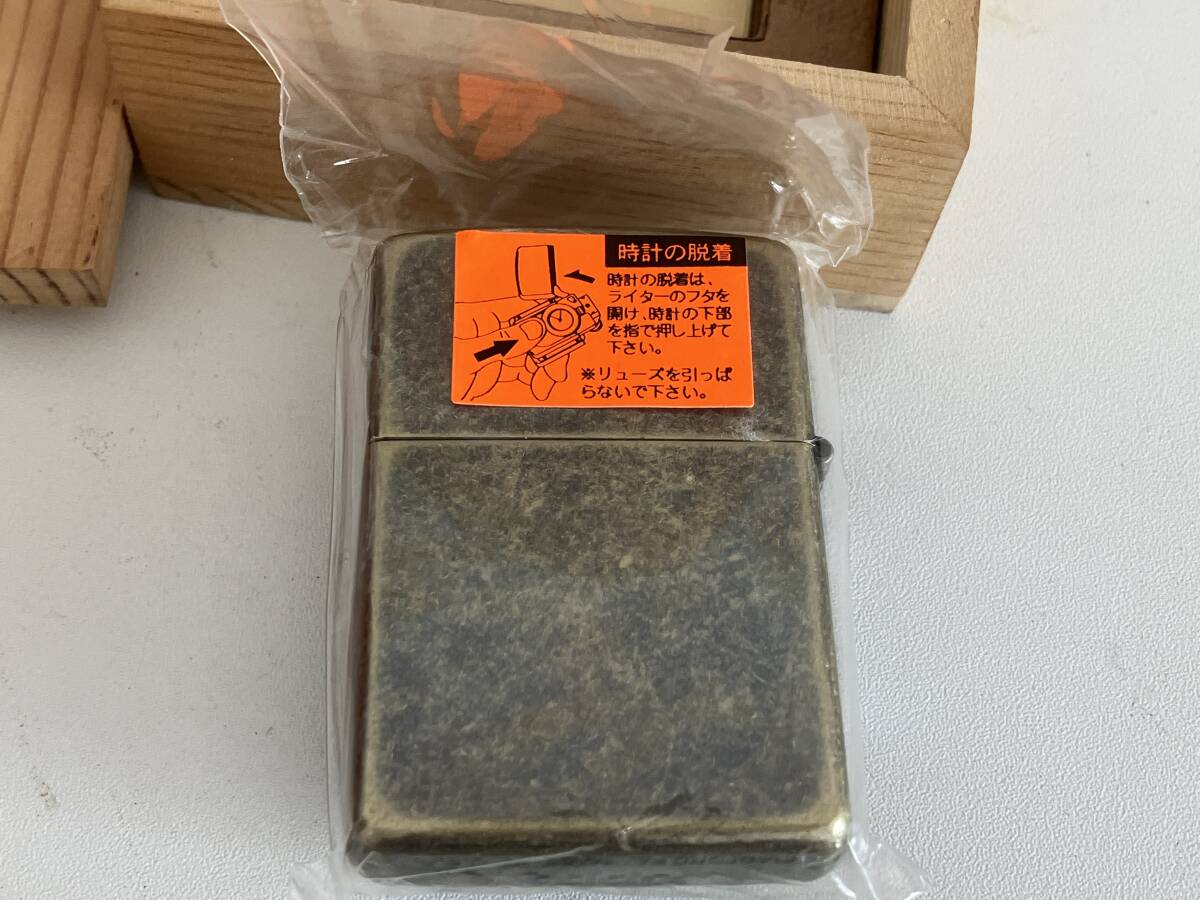 時計の脱着
時計の脱着は、
ライターのフタを
開け、時計の下部
を指で押し上げて
下さい。
※リューズを引っぱ
らないで下さい。